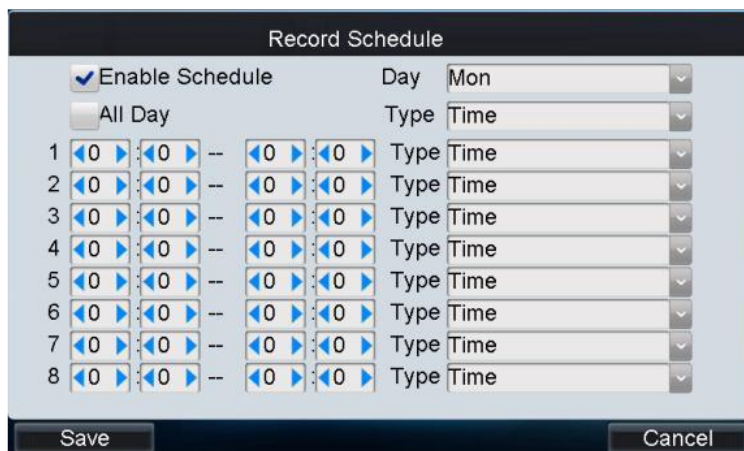 Record Schedule
Enable Schedule Day Mon
All Day Type Time
1 0 : 0 -- 0 : 0 Type Time
2 0 : 0 -- 0 : 0 Type Time
3 0 : 0 -- 0 : 0 Type Time
4 0 : 0 -- 0 : 0 Type Time
5 0 : 0 -- 0 : 0 Type Time
6 0 : 0 -- 0 : 0 Type Time
7 0 : 0 -- 0 : 0 Type Time
8 0 : 0 -- 0 : 0 Type Time
Save Cancel